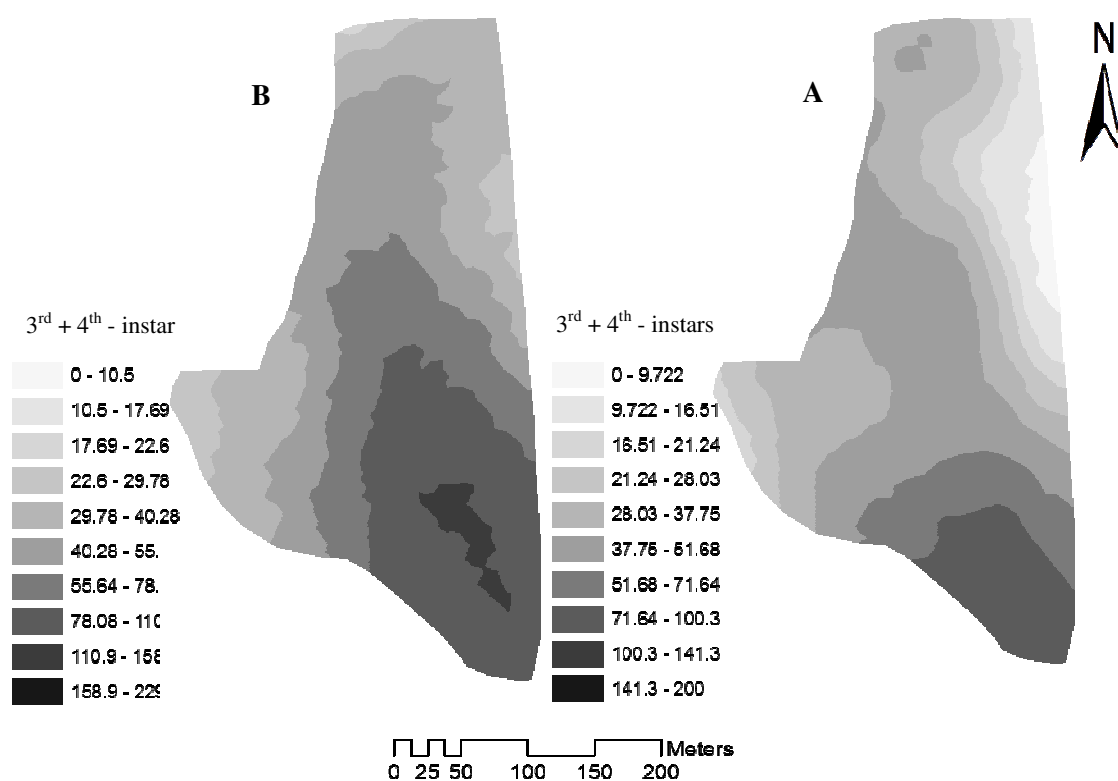 N
B
A
3rd + 4th - instar
0 - 10.5
10.5 - 17.69
17.69 - 22.6
22.6 - 29.78
29.78 - 40.28
40.28 - 55.
55.64 - 78.
78.08 - 110
110.9 - 158
158.9 - 229
3rd + 4th - instars
0 - 9.722
9.722 - 16.51
16.51 - 21.24
21.24 - 28.03
28.03 - 37.75
37.75 - 51.68
51.68 - 71.64
71.64 - 100.3
100.3 - 141.3
141.3 - 200
Meters
0 25 50 100 150 200